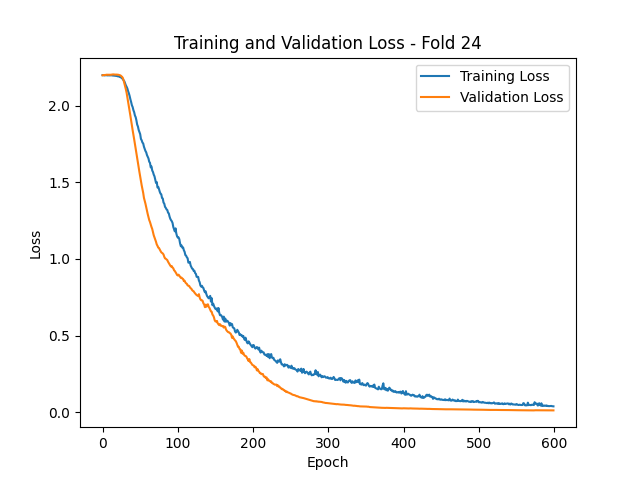 Training and Validation Loss - Fold 24
Training Loss
Validation Loss
Loss
2.0
1.5
1.0
0.5
0.0
0 100 200 300 400 500 600
Epoch